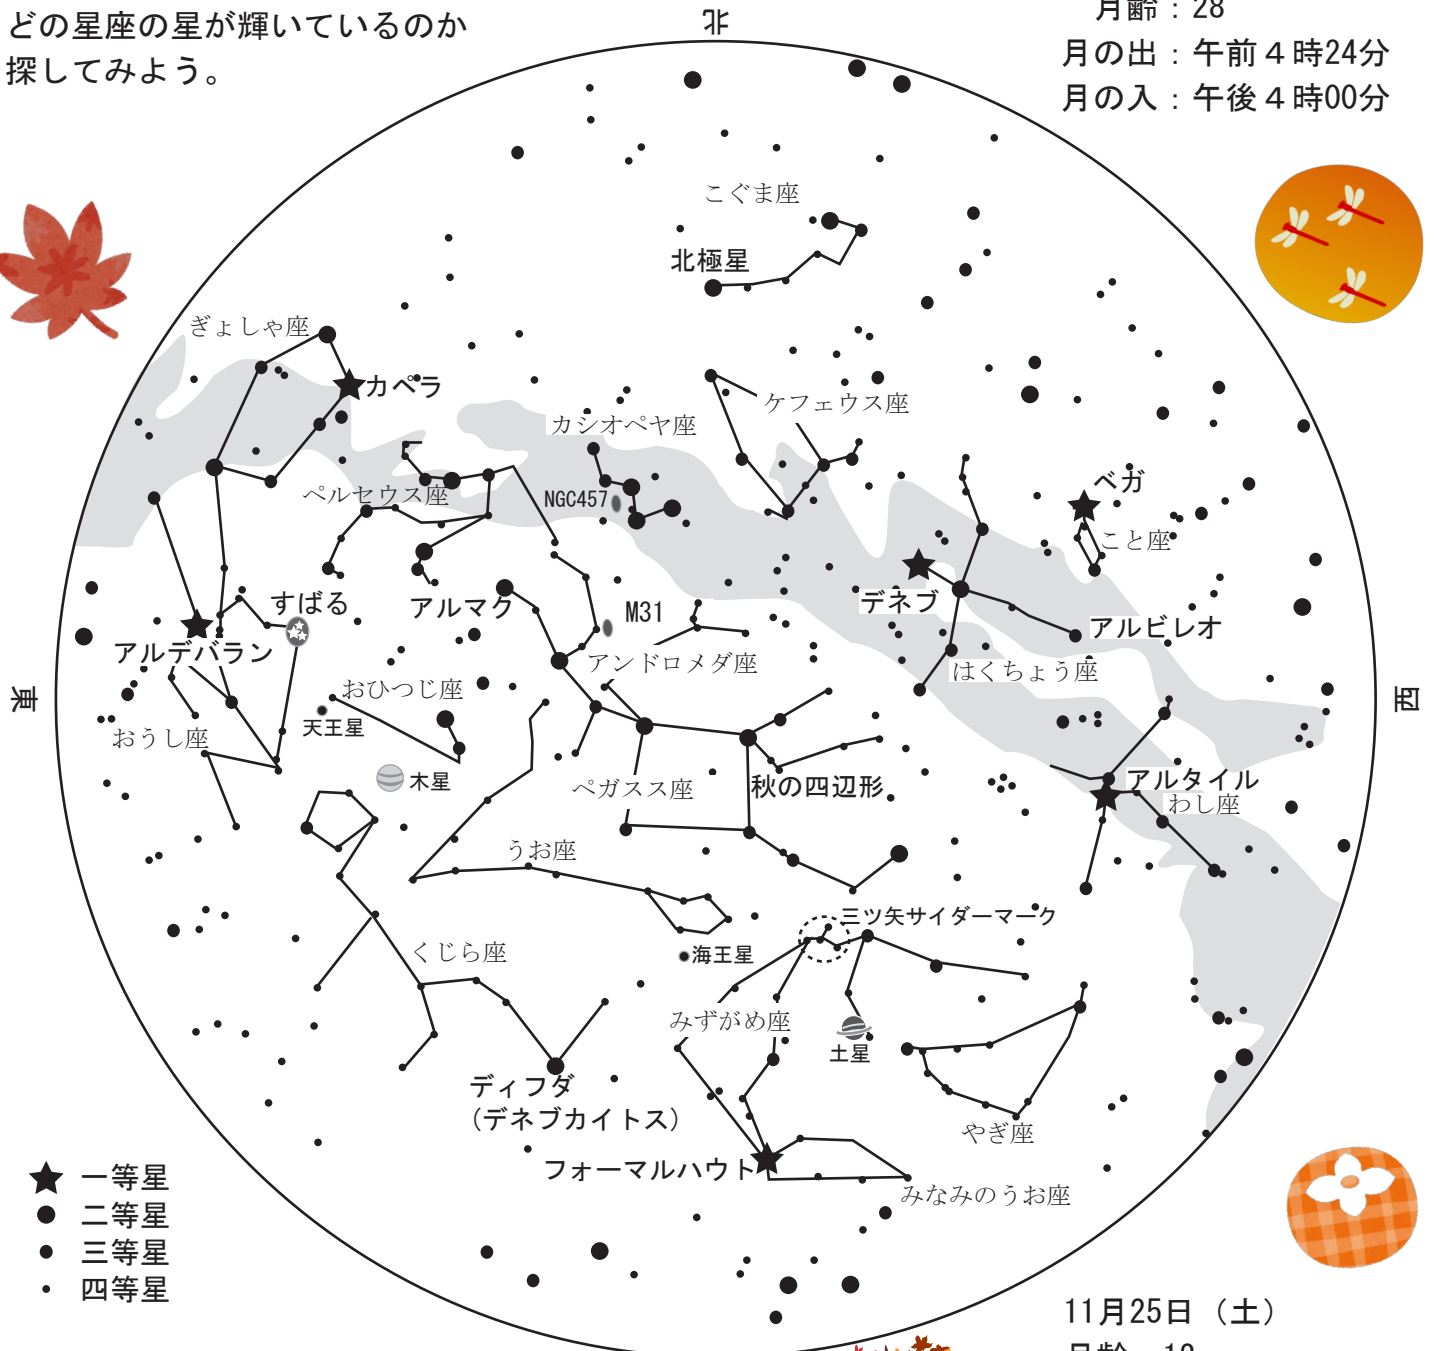 どの星座の星が輝いているのか
探してみよう。
北
月齢：28
月の出：午前４時24分
月の入：午後４時00分
こぐま座
北極星
ぎょしゃ座
カペラ
ケフェウス座
カシオペヤ座
ペルセウス座
NGC457
ベガ
こと座
デネブ
すばる
アルマク
M31
アルビレオ
アルデバラン
アンドロメダ座
はくちょう座
おひつじ座
東
西
天王星
おうし座
木星
ペガスス座
秋の四辺形
アルタイル
わし座
うお座
三ツ矢サイダーマーク
くじら座
海王星
みずがめ座
土星
ディフダ
（デネブカイトス）
やぎ座
フォーマルハウト
みなみのうお座
一等星
二等星
三等星
四等星
11月25日（土）